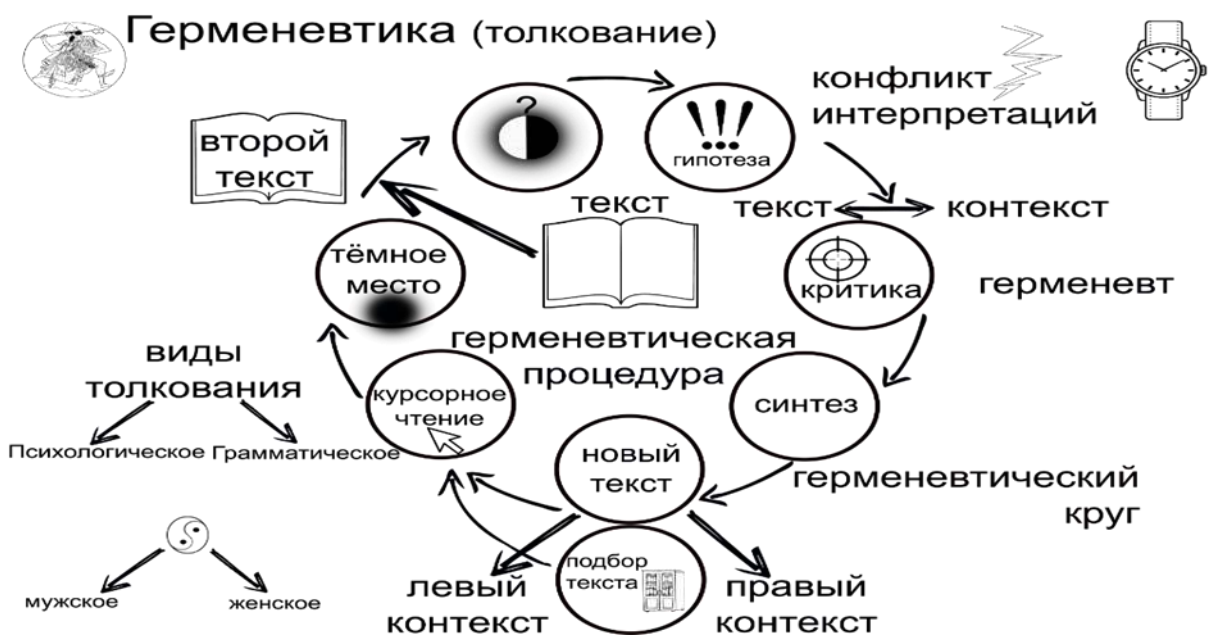 Герменевтика (толкование)
конфликт
интерпретаций
второй
текст
?
!!!
гипотеза
текст
текст
контекст
тёмное
место
критика
герменевт
герменевтическая
процедура
виды
толкования
Психологическое
Грамматическое
курсорное
чтение
синтез
новый
текст
герменевтический
круг
подбор
текста
левый
контекст
правый
контекст
мужское
женское